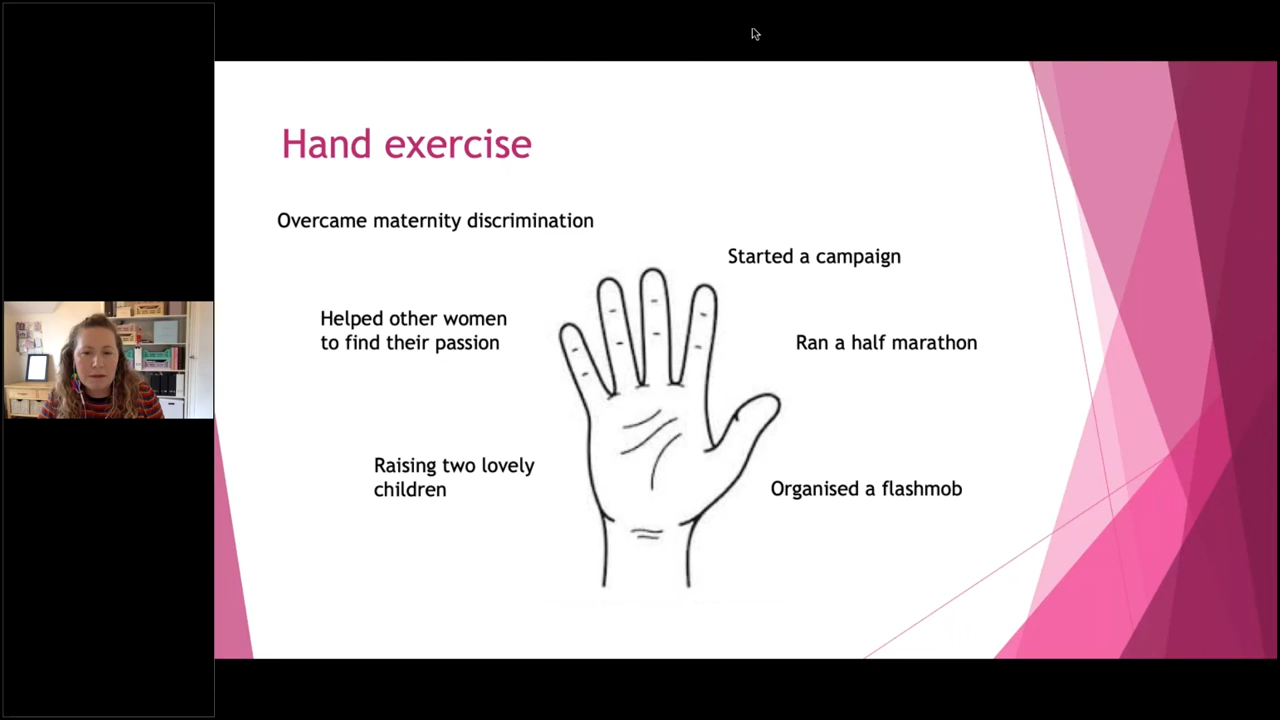 Hand exercise
Overcame maternity discrimination
Started a campaign
Helped other women
to find their passion
Ran a half marathon
Raising two lovely
children
Organised a flashmob